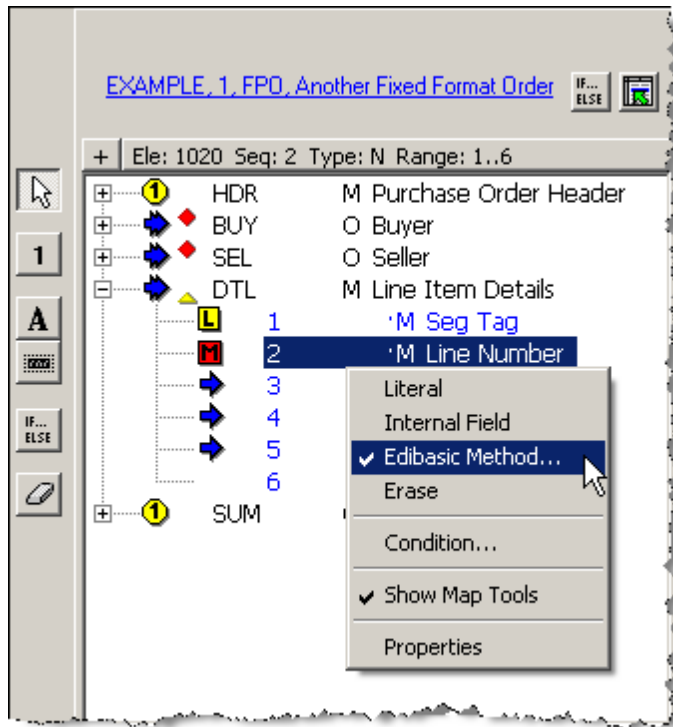 EXAMPLE, 1, FPO, Another Fixed Format Order IF... ELSE
+ Ele: 1020 Seq: 2 Type: N Range: 1..6
1 HDR M Purchase Order Header
BUY O Buyer
1 SEL O Seller
DTL M Line Item Details
A L 1 M Seg Tag
M 2 M Line Number
3 Literal
IF... ELSE 4 Internal Field
5 Edibasic Method...
6 Erase
1 SUM
Condition...
Show Map Tools
Properties